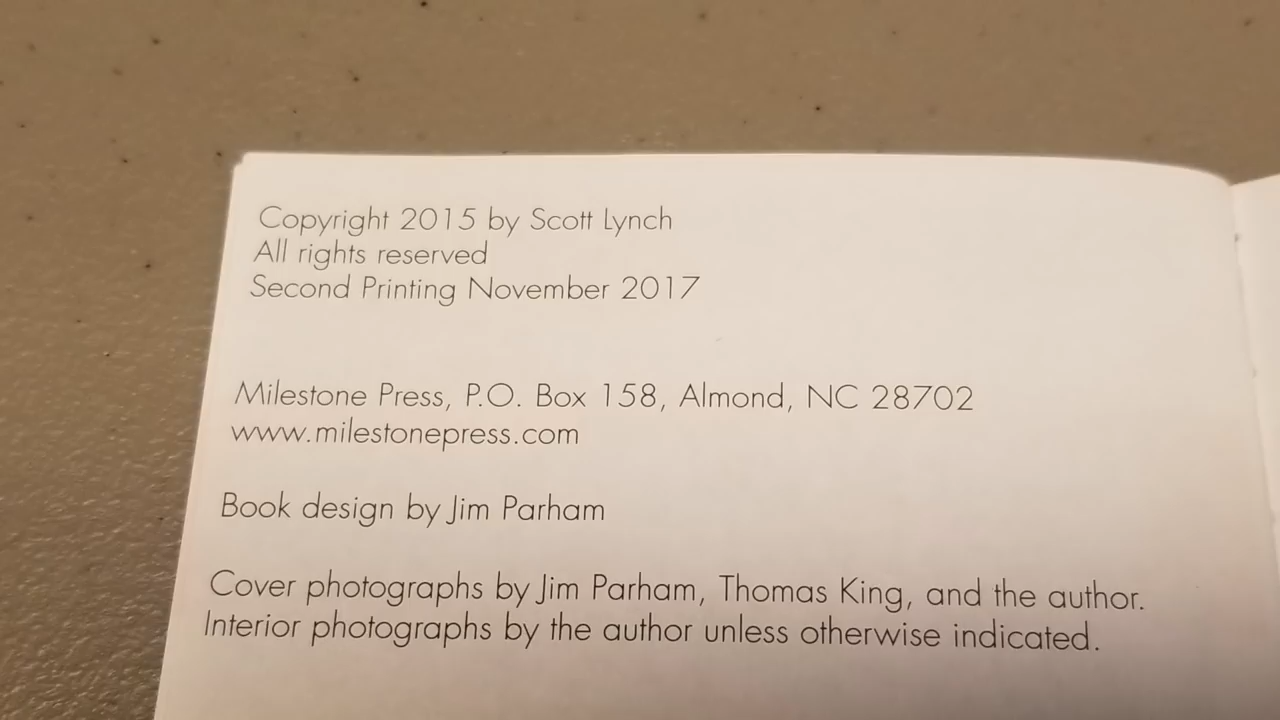 Copyright 2015 by Scott Lynch
All rights reserved
Second Printing November 2017
Milestone Press, P.O. Box 158, Almond, NC 28702
www.milestonepress.com
Book design by Jim Parham
Cover photographs by Jim Parham, Thomas King, and the author.
Interior photographs by the author unless otherwise indicated.